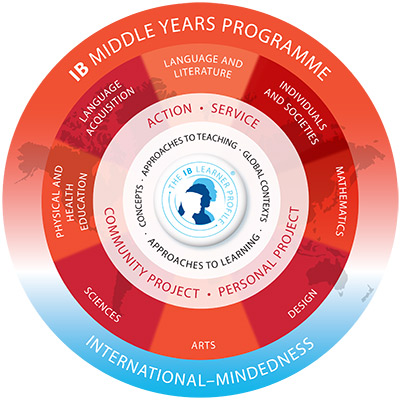 IB MIDDLE YEARS PROGRAMME
LANGUAGE AND
LITERATURE
LANGUAGE
ACQUISITION
INDIVIDUALS
AND SOCIETIES
PHYSICAL AND
HEALTH
EDUCATION
MATHEMATICS
SCIENCES
DESIGN
ARTS
ACTION • SERVICE
COMMUNITY PROJECT • PERSONAL PROJECT
CONCEPTS • APPROACHES TO TEACHING • GLOBAL CONTEXTS •
APPROACHES TO LEARNING •
THE IB LEARNER PROFILE
®
INTERNATIONAL–MINDEDNESS